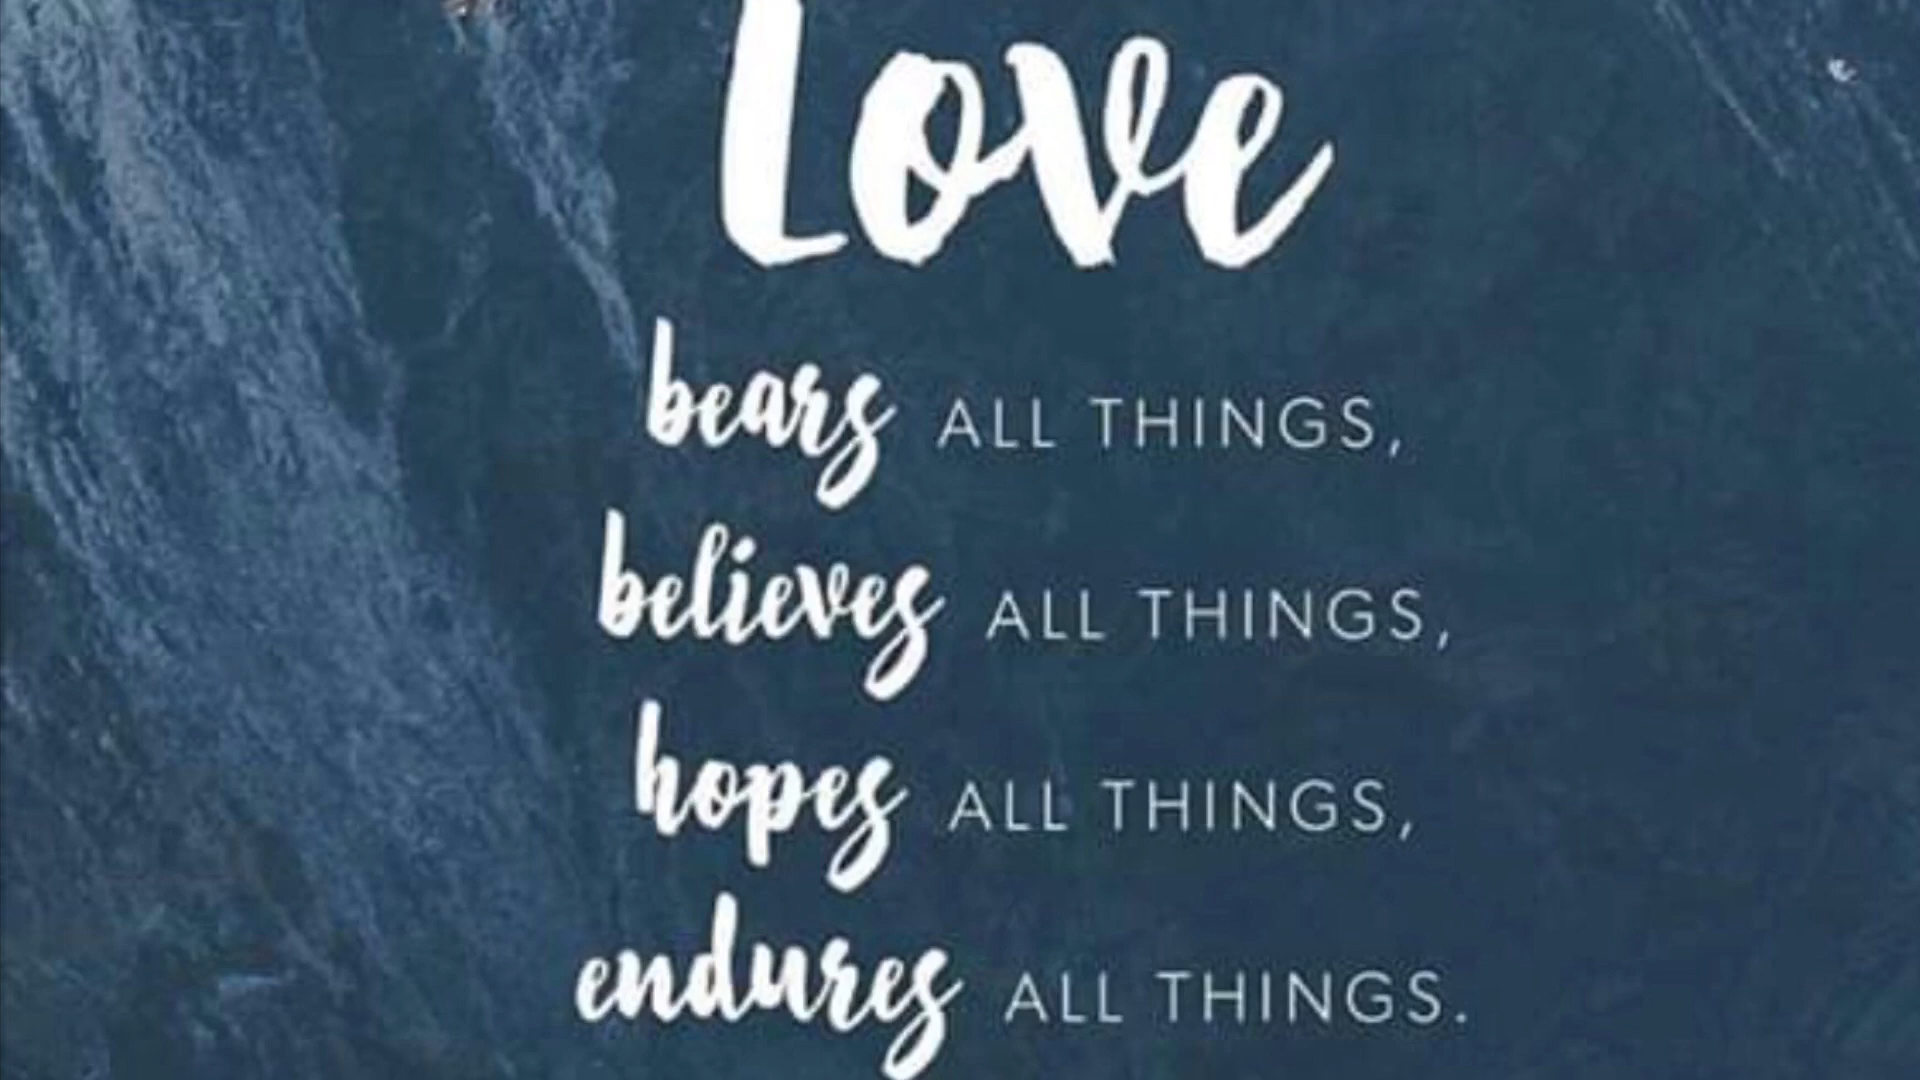 Love
bears ALL THINGS,
believes ALL THINGS,
hopes ALL THINGS,
endures ALL THINGS.